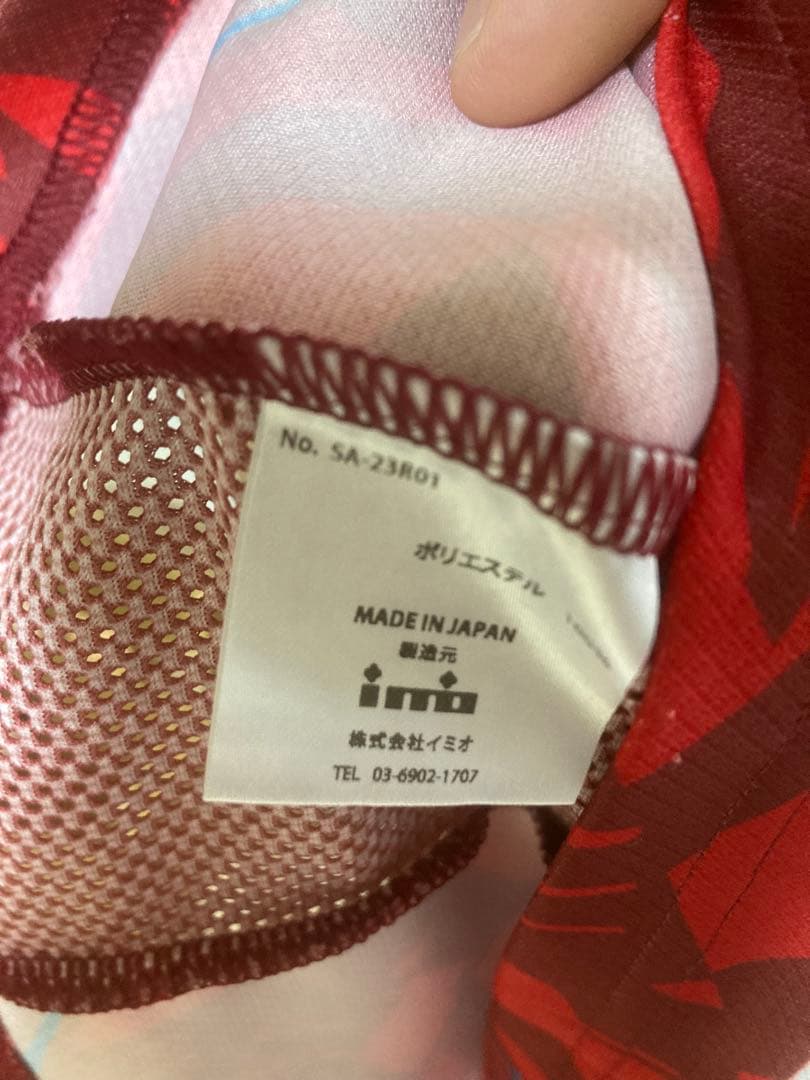 No. SA-23R01
ポリエステル
MADE IN JAPAN
製造元
imio
株式会社イミオ
TEL 03-6902-1707